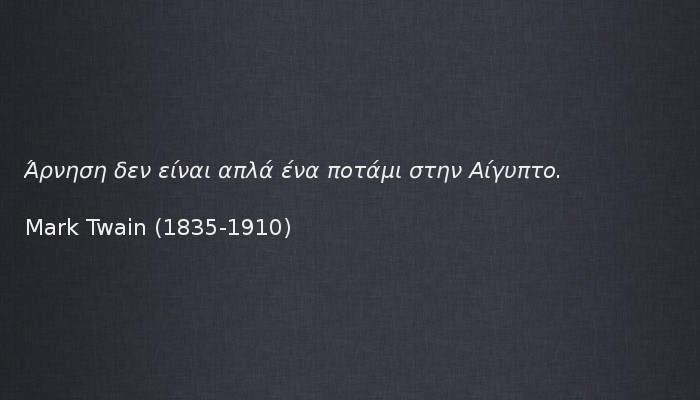 Άρνηση δεν είναι απλά ένα ποτάμι στην Αίγυπτο.
Mark Twain (1835-1910)